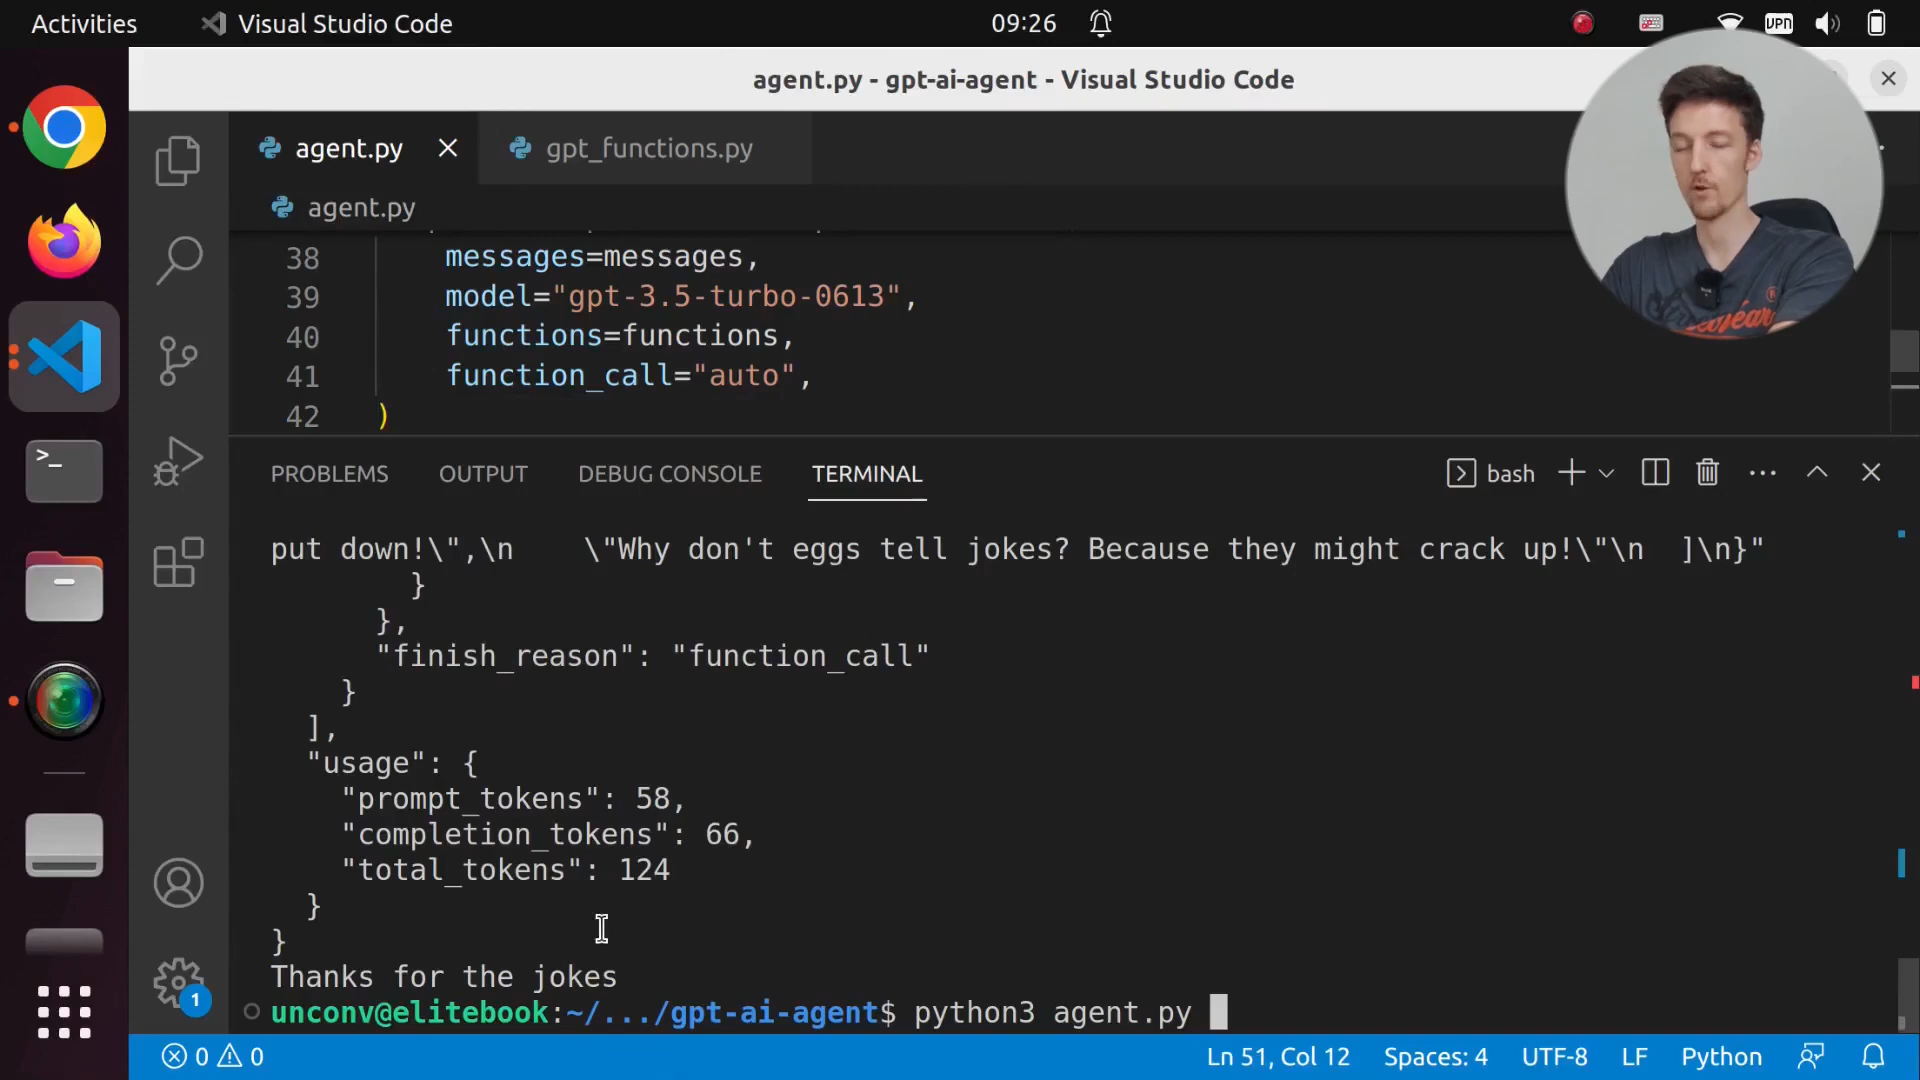 Activities
Visual Studio Code
09:26
VPN
agent.py - gpt-ai-agent - Visual Studio Code
agent.py
gpt_functions.py
agent.py
38 messages=messages,
39 model="gpt-3.5-turbo-0613",
40 functions=functions,
41 function_call="auto",
42 )
PROBLEMS
OUTPUT
DEBUG CONSOLE
TERMINAL
bash
put down!\",\n    \"Why don't eggs tell jokes? Because they might crack up!\"\n  ]\n}"
}
},
"finish_reason": "function_call"
}
],
"usage": {
"prompt_tokens": 58,
"completion_tokens": 66,
"total_tokens": 124
}
}
Thanks for the jokes
unconv@elitebook:~/.../gpt-ai-agent$ python3 agent.py
1
0 0
Ln 51, Col 12
Spaces: 4
UTF-8
LF
Python